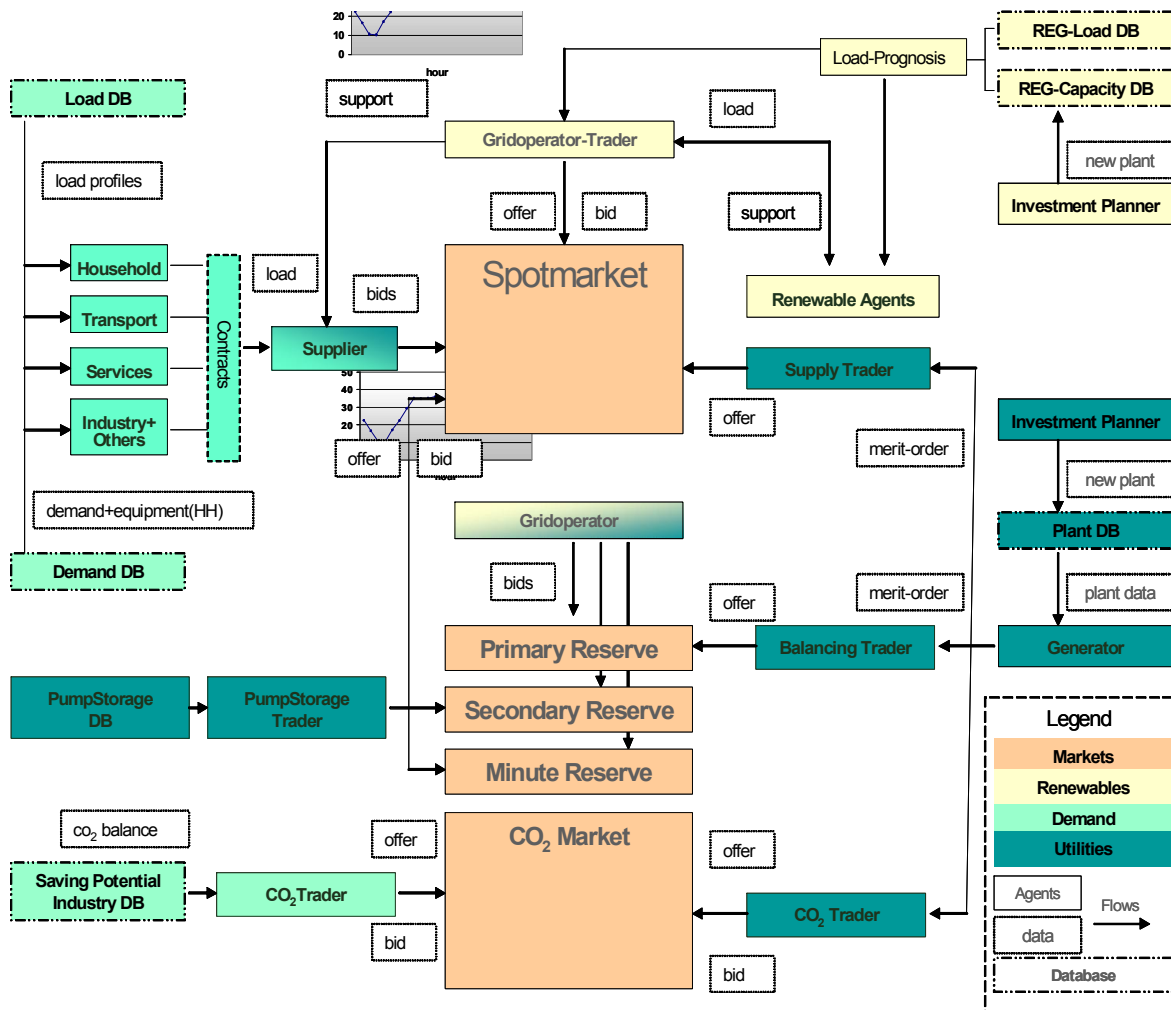 20
10
0
hour
REG-Load DB
Load-Prognosis
REG-Capacity DB
Load DB
support
load
Gridoperator-Trader
new plant
load profiles
offer
bid
support
Investment Planner
Household
load
Spotmarket
bids
Renewable Agents
Transport
Contracts
Supplier
Supply Trader
Services
50
40
30
20
offer
Industry+
Others
Investment Planner
offer
bid
merit-order
hour
new plant
demand+equipment(HH)
Gridoperator
Plant DB
Demand DB
bids
offer
merit-order
plant data
Primary Reserve
Balancing Trader
Generator
PumpStorage
DB
PumpStorage
Trader
Secondary Reserve
Legend
Minute Reserve
Markets
Renewables
Demand
Utilities
co₂ balance
offer
CO₂ Market
offer
Saving Potential
Industry DB
CO₂Trader
CO₂ Trader
Agents
Flows
data
bid
bid
Database